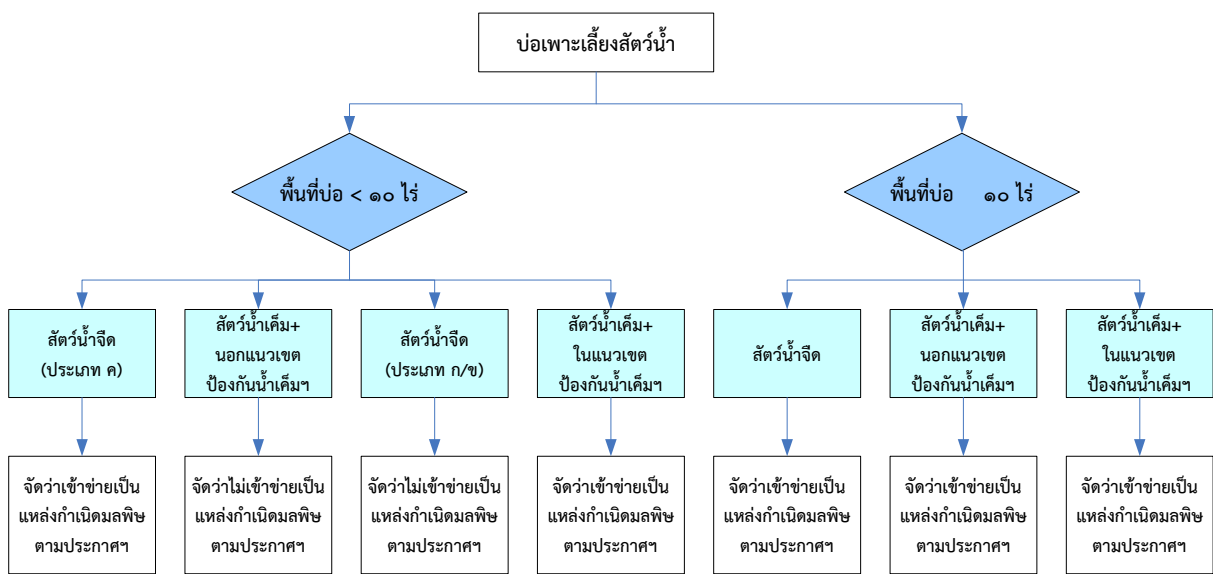 บ่อเพาะเลี้ยงสัตว์น้ำ
พื้นที่บ่อ < ๑๐ ไร่
พื้นที่บ่อ ๑๐ ไร่
สัตว์น้ำจืด
(ประเภท ค)
สัตว์น้ำเค็ม+
นอกแนวเขต
ป้องกันน้ำเค็มฯ
สัตว์น้ำจืด
(ประเภท ก/ข)
สัตว์น้ำเค็ม+
ในแนวเขต
ป้องกันน้ำเค็มฯ
สัตว์น้ำจืด
สัตว์น้ำเค็ม+
นอกแนวเขต
ป้องกันน้ำเค็มฯ
สัตว์น้ำเค็ม+
ในแนวเขต
ป้องกันน้ำเค็มฯ
จัดว่าเข้าข่ายเป็น
แหล่งกำเนิดมลพิษ
ตามประกาศฯ
จัดว่าไม่เข้าข่ายเป็น
แหล่งกำเนิดมลพิษ
ตามประกาศฯ
จัดว่าไม่เข้าข่ายเป็น
แหล่งกำเนิดมลพิษ
ตามประกาศฯ
จัดว่าเข้าข่ายเป็น
แหล่งกำเนิดมลพิษ
ตามประกาศฯ
จัดว่าเข้าข่ายเป็น
แหล่งกำเนิดมลพิษ
ตามประกาศฯ
จัดว่าเข้าข่ายเป็น
แหล่งกำเนิดมลพิษ
ตามประกาศฯ
จัดว่าเข้าข่ายเป็น
แหล่งกำเนิดมลพิษ
ตามประกาศฯ